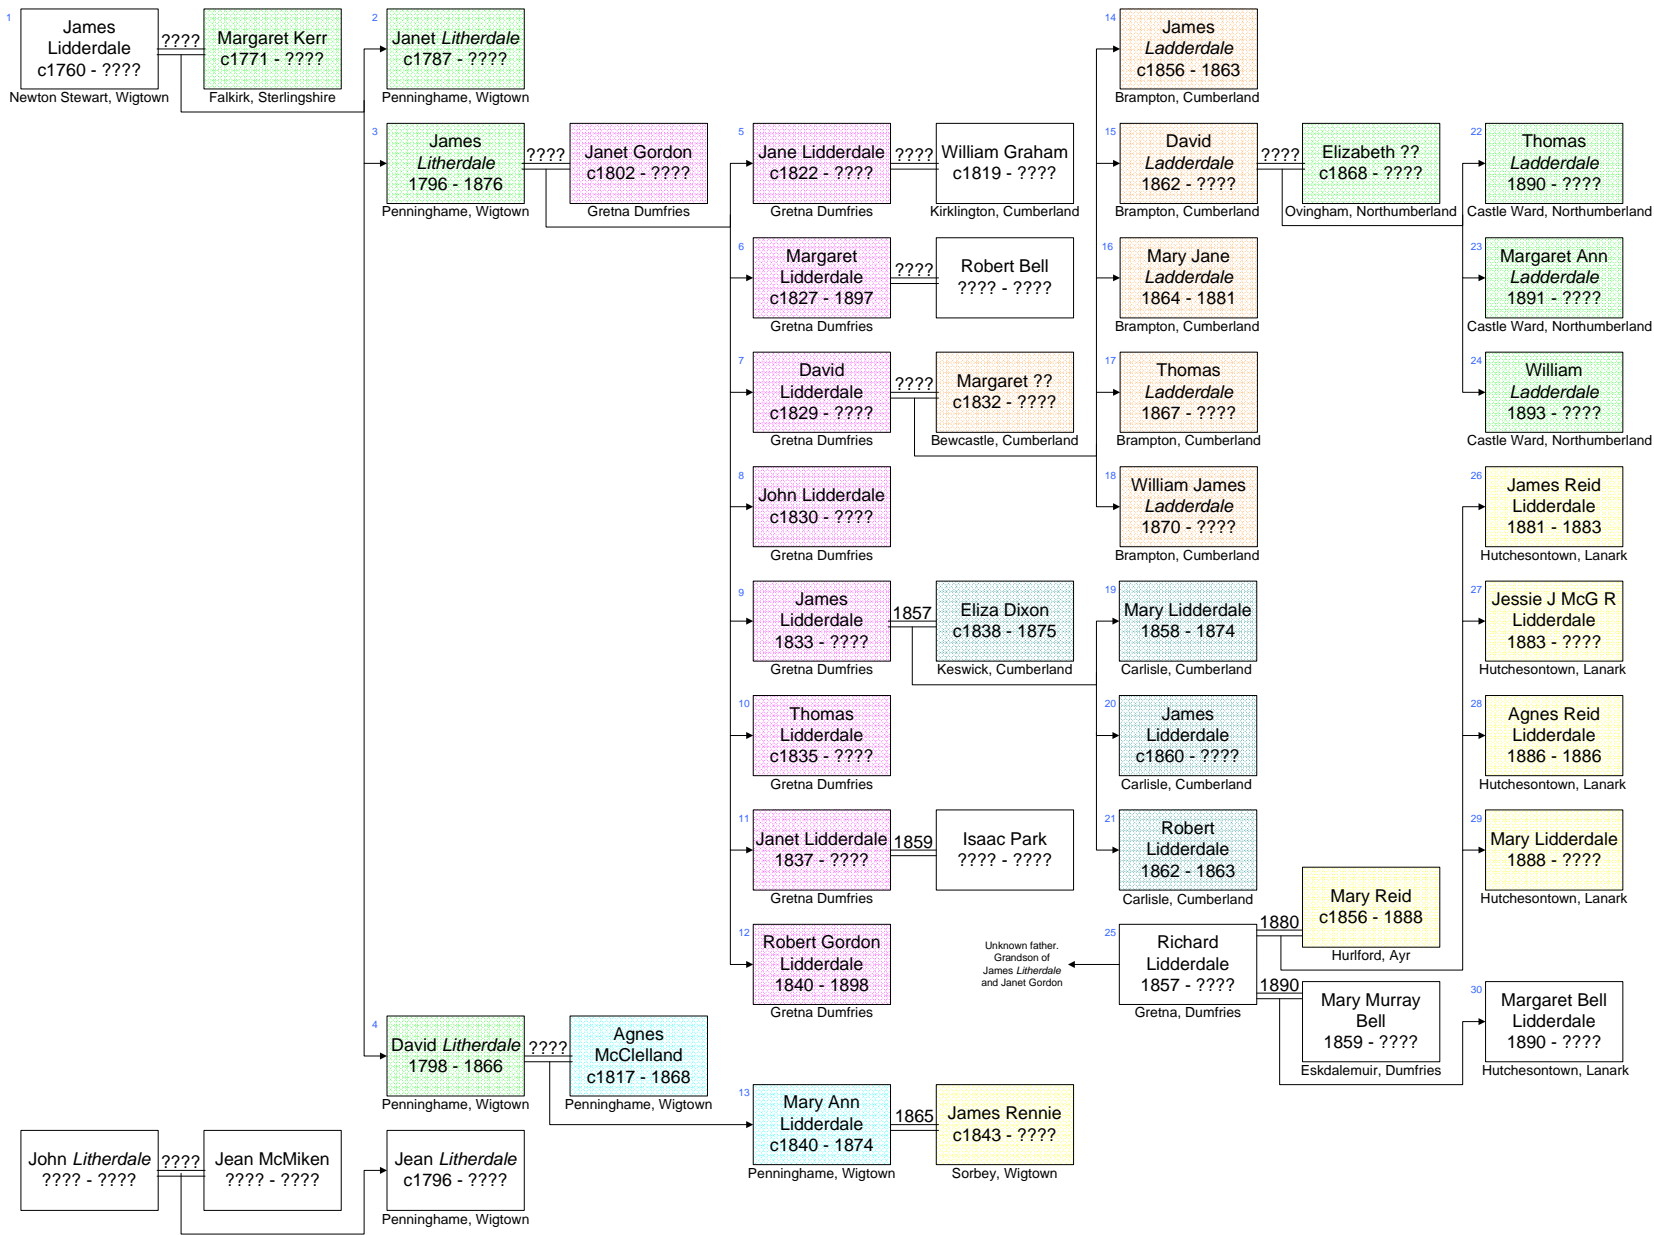 1
James
Lidderdale
c1760 - ????
Newton Stewart, Wigtown
????
Margaret Kerr
c1771 - ????
Falkirk, Sterlingshire
2
Janet Litherdale
c1787 - ????
Penninghame, Wigtown
14
James
Ladderdale
c1856 - 1863
Brampton, Cumberland
3
James
Litherdale
1796 - 1876
Penninghame, Wigtown
????
Janet Gordon
c1802 - ????
Gretna Dumfries
5
Jane Lidderdale
c1822 - ????
Gretna Dumfries
????
William Graham
c1819 - ????
Kirklington, Cumberland
15
David
Ladderdale
1862 - ????
Brampton, Cumberland
????
Elizabeth ??
c1868 - ????
Ovingham, Northumberland
22
Thomas
Ladderdale
1890 - ????
Castle Ward, Northumberland
6
Margaret
Lidderdale
c1827 - 1897
Gretna Dumfries
????
Robert Bell
???? - ????
16
Mary Jane
Ladderdale
1864 - 1881
Brampton, Cumberland
23
Margaret Ann
Ladderdale
1891 - ????
Castle Ward, Northumberland
7
David
Lidderdale
c1829 - ????
Gretna Dumfries
????
Margaret ??
c1832 - ????
Bewcastle, Cumberland
17
Thomas
Ladderdale
1867 - ????
Brampton, Cumberland
24
William
Ladderdale
1893 - ????
Castle Ward, Northumberland
8
John Lidderdale
c1830 - ????
Gretna Dumfries
18
William James
Ladderdale
1870 - ????
Brampton, Cumberland
26
James Reid
Lidderdale
1881 - 1883
Hutchesontown, Lanark
9
James
Lidderdale
1833 - ????
Gretna Dumfries
1857
Eliza Dixon
c1838 - 1875
Keswick, Cumberland
19
Mary Lidderdale
1858 - 1874
Carlisle, Cumberland
27
Jessie J McG R
Lidderdale
1883 - ????
Hutchesontown, Lanark
10
Thomas
Lidderdale
c1835 - ????
Gretna Dumfries
20
James
Lidderdale
c1860 - ????
Carlisle, Cumberland
28
Agnes Reid
Lidderdale
1886 - 1886
Hutchesontown, Lanark
11
Janet Lidderdale
1837 - ????
Gretna Dumfries
1859
Isaac Park
???? - ????
21
Robert
Lidderdale
1862 - 1863
Carlisle, Cumberland
29
Mary Lidderdale
1888 - ????
Hutchesontown, Lanark
12
Robert Gordon
Lidderdale
1840 - 1898
Gretna Dumfries
Unknown father.
Grandson of
James Litherdale
and Janet Gordon
25
Richard
Lidderdale
1857 - ????
Gretna, Dumfries
1880
Mary Reid
c1856 - 1888
Hurlford, Ayr
1890
Mary Murray
Bell
1859 - ????
Eskdalemuir, Dumfries
30
Margaret Bell
Lidderdale
1890 - ????
Hutchesontown, Lanark
4
David Litherdale
1798 - 1866
Penninghame, Wigtown
????
Agnes
McClelland
c1817 - 1868
Penninghame, Wigtown
13
Mary Ann
Lidderdale
c1840 - 1874
Penninghame, Wigtown
1865
James Rennie
c1843 - ????
Sorbey, Wigtown
John Litherdale
???? - ????
????
Jean McMiken
???? - ????
Jean Litherdale
c1796 - ????
Penninghame, Wigtown